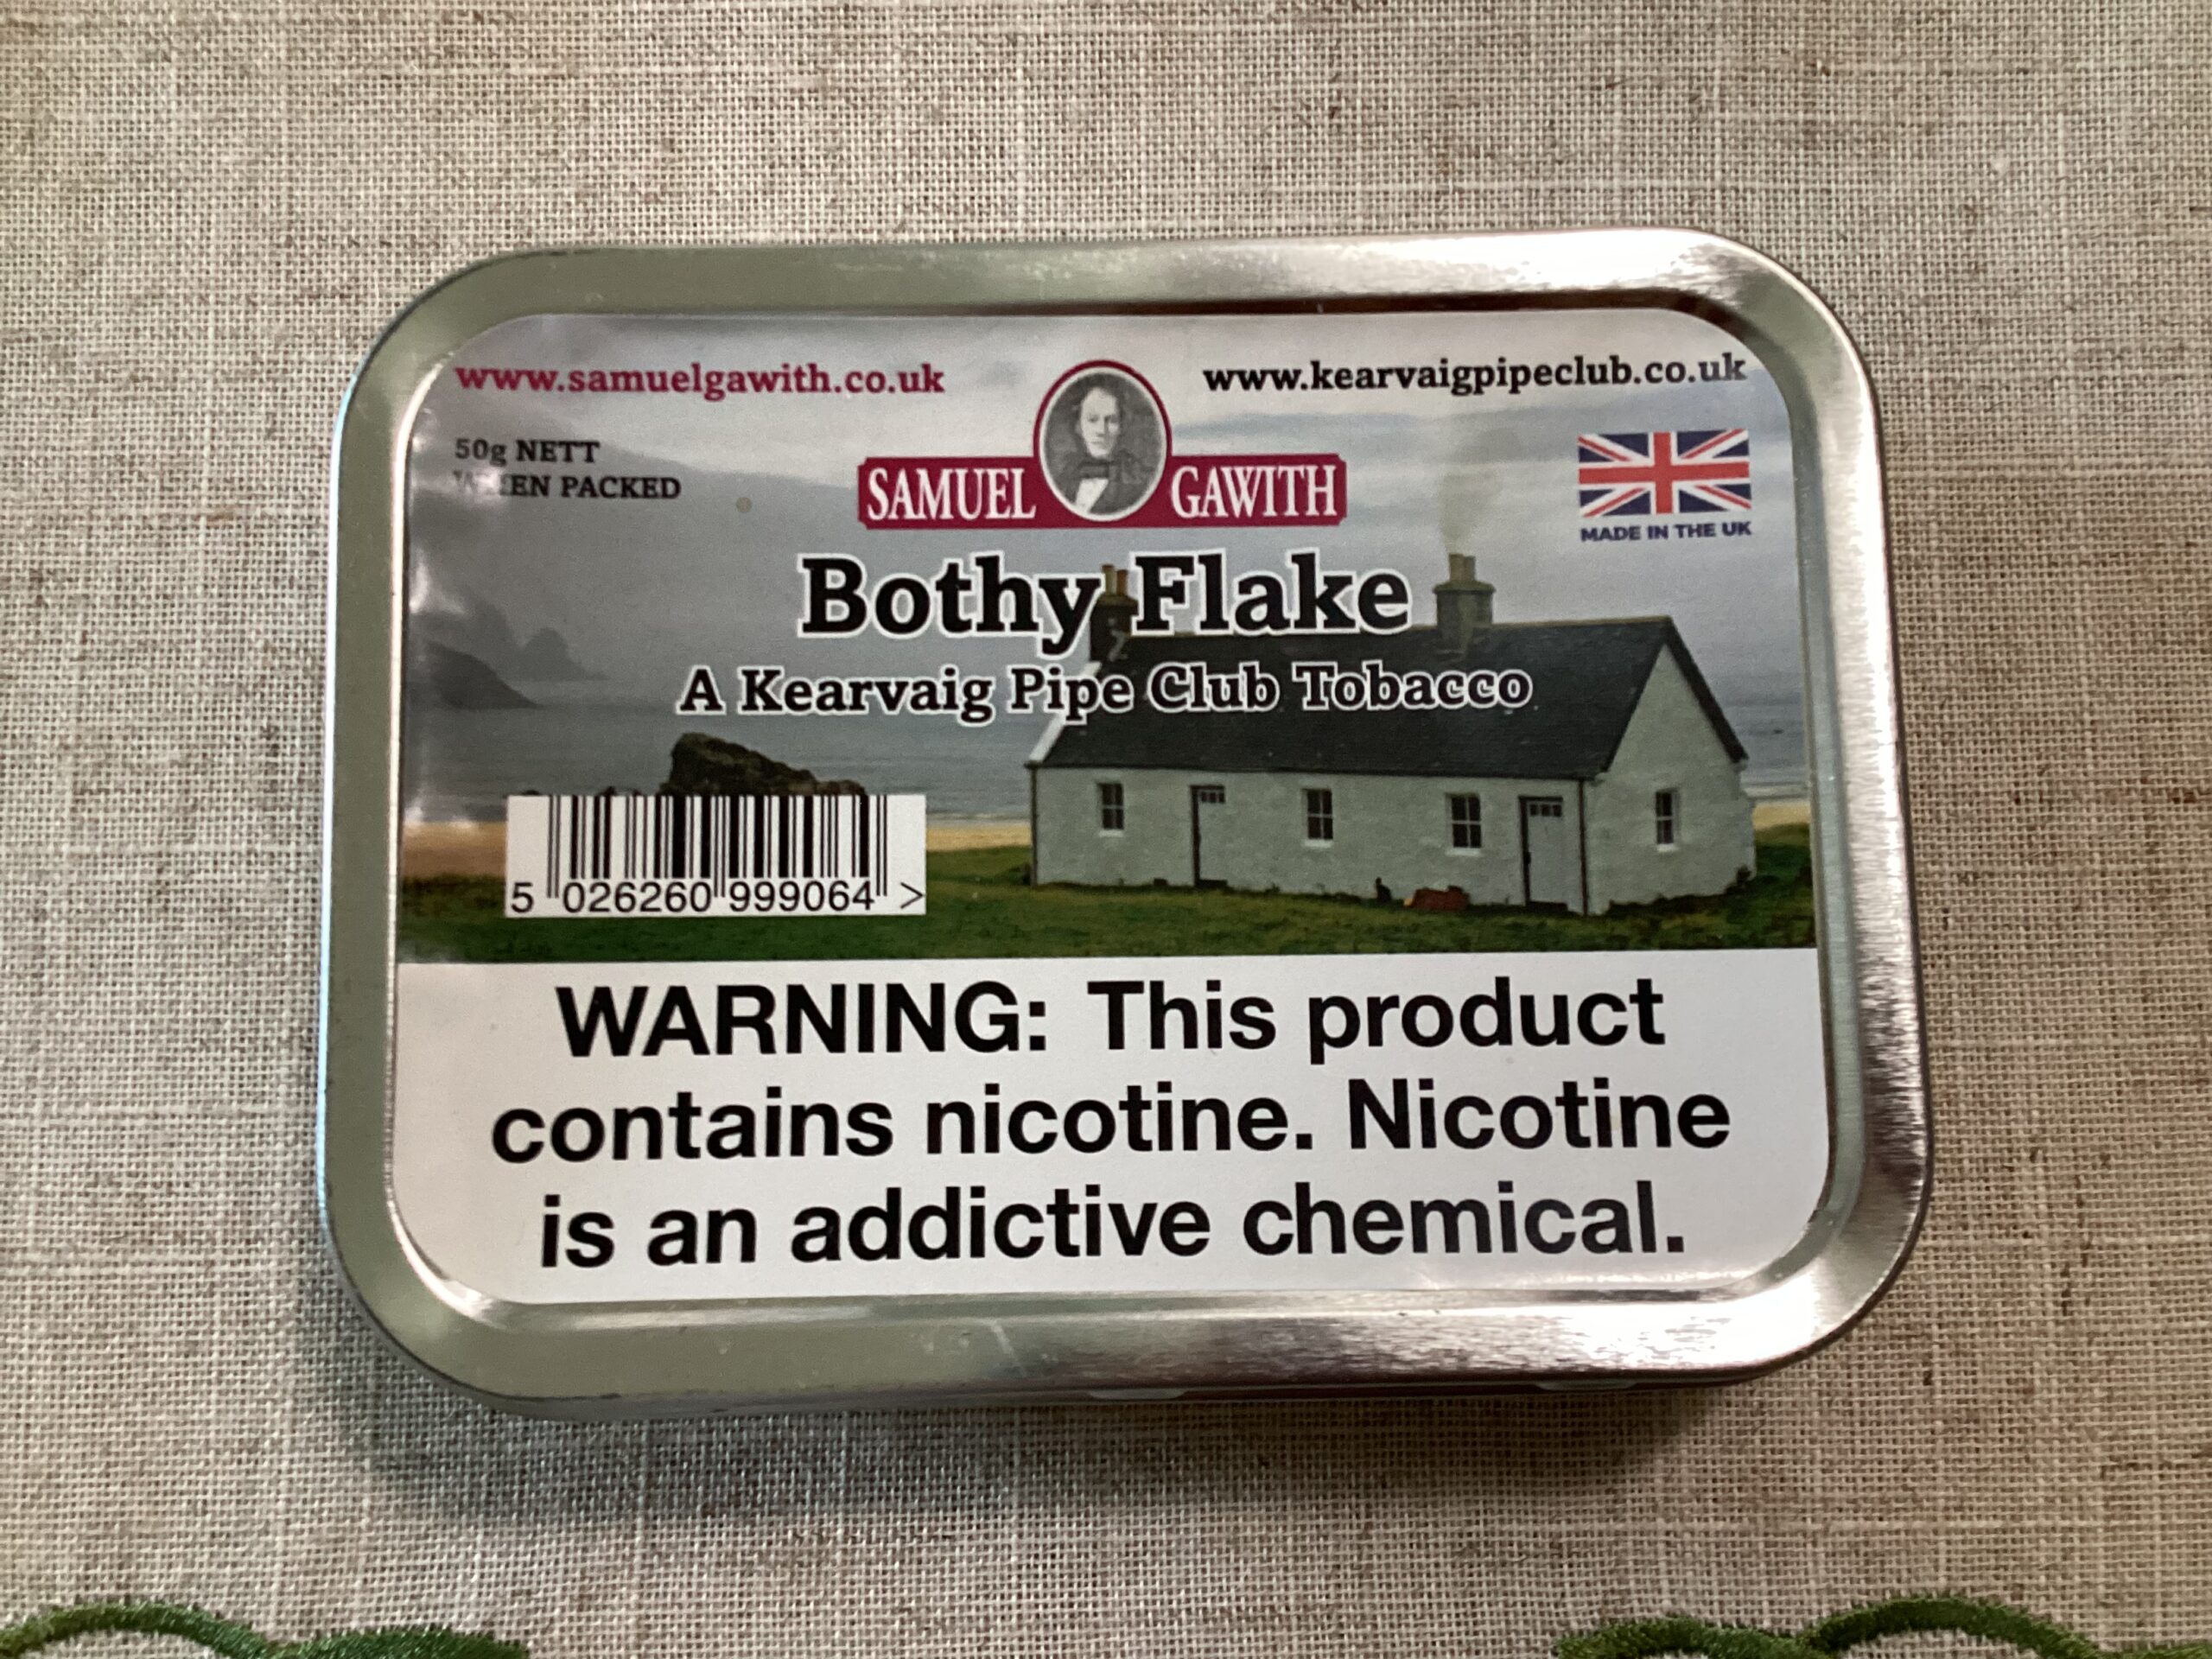 www.samuelgawith.co.uk
www.kearvaigpipeclub.co.uk
50g NETT
EN PACKED
SAMUEL GAWITH
MADE IN THE UK
Bothy Flake
A Kearvaig Pipe Club Tobacco
5 026260 999064 >
WARNING: This product
contains nicotine. Nicotine
is an addictive chemical.